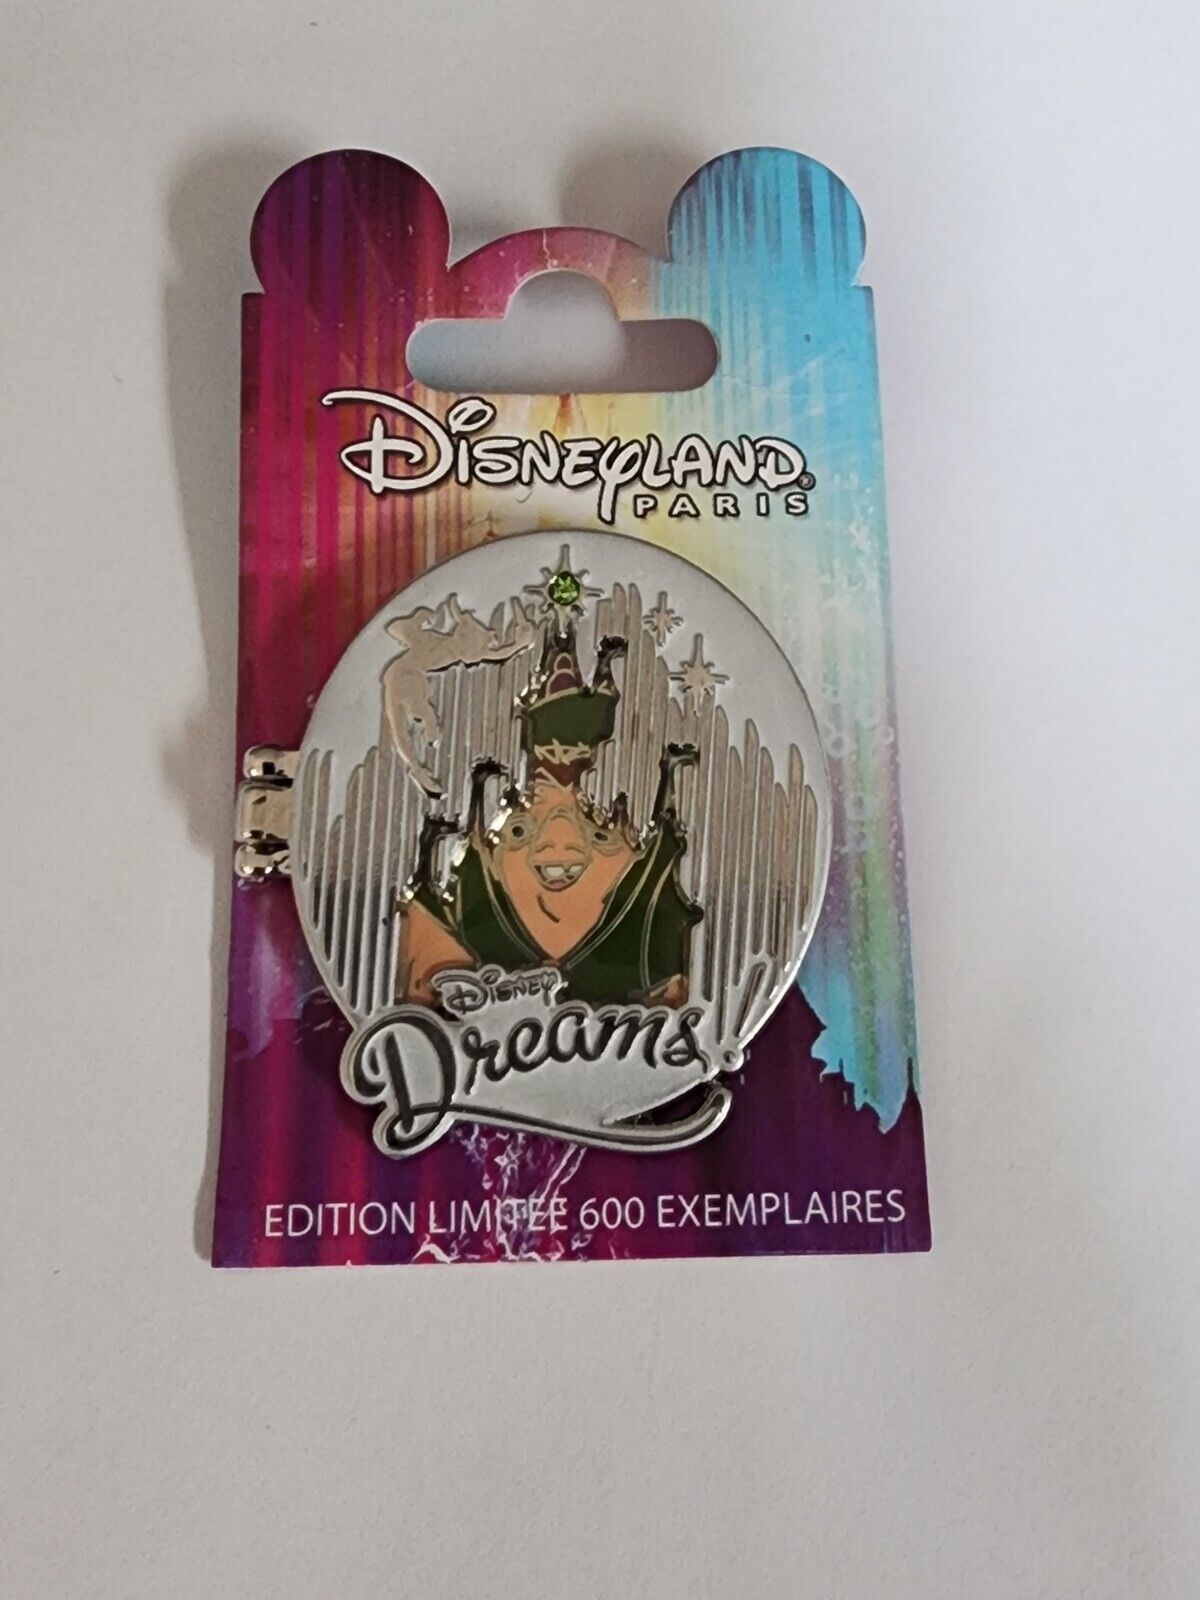 Disneyland®
PARIS
Disney
Dreams!
EDITION LIMITEE 600 EXEMPLAIRES